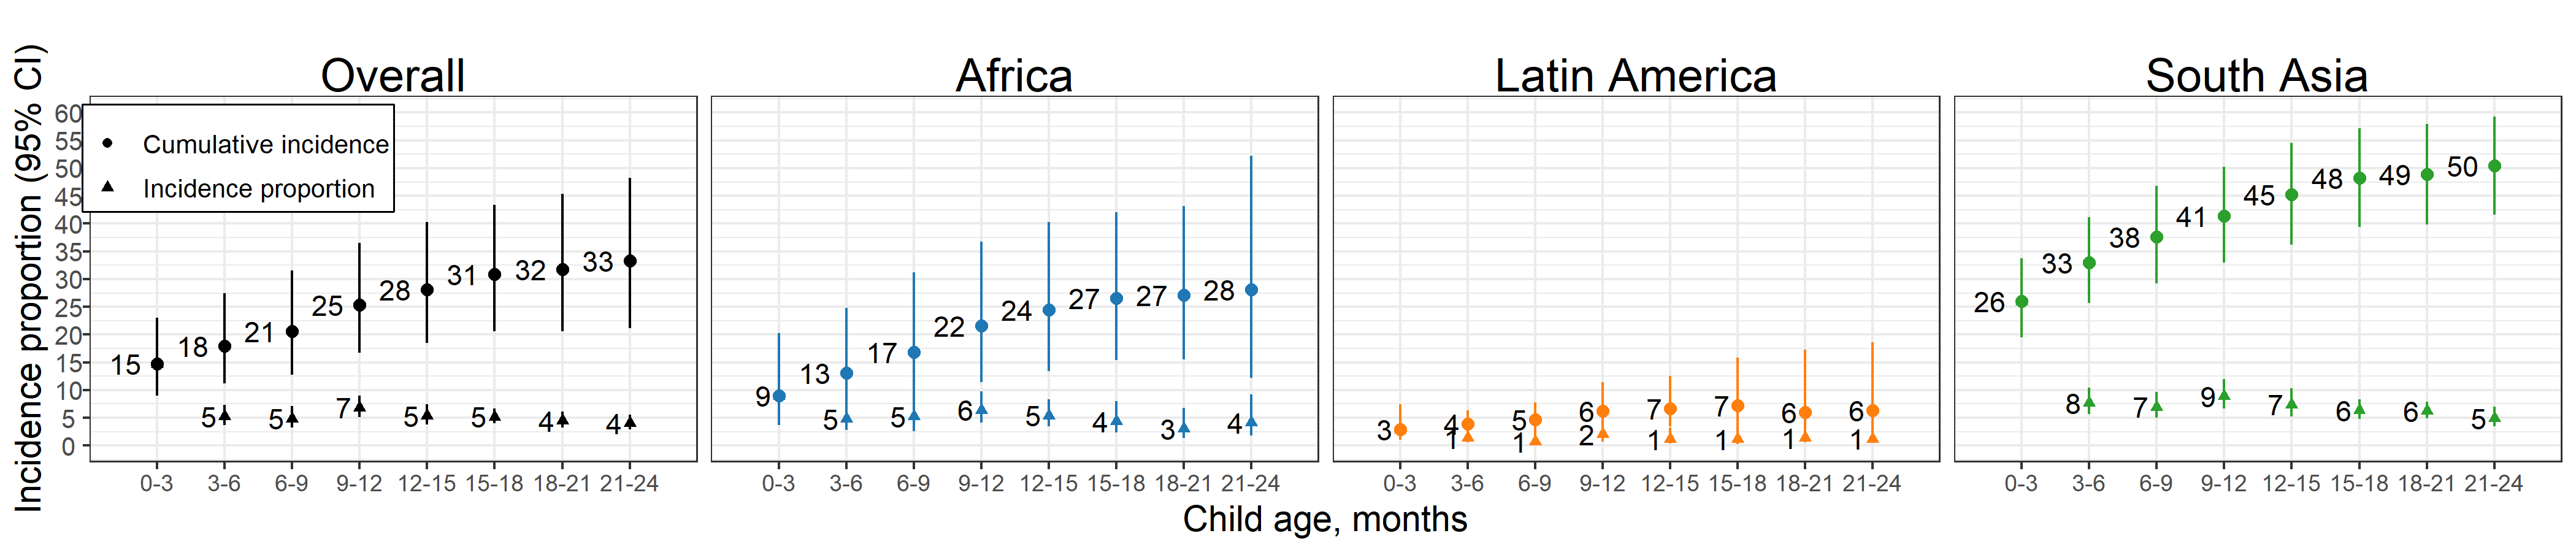 Overall
Africa
Latin America
South Asia
Incidence proportion (95% CI)
60
55
50
45
40
35
30
25
20
15
10
5
0
Cumulative incidence
Incidence proportion
15 18 21 25 28 31 32 33
5 5 7 5 5 4 4
9 13 17 22 24 27 27 28
5 5 6 5 4 3 4
3 4 5 6 7 7 6 6
1 1 2 1 1 1 1
26 33 38 41 45 48 49 50
8 7 9 7 6 6 5
0-3 3-6 6-9 9-12 12-15 15-18 18-21 21-24
0-3 3-6 6-9 9-12 12-15 15-18 18-21 21-24
0-3 3-6 6-9 9-12 12-15 15-18 18-21 21-24
0-3 3-6 6-9 9-12 12-15 15-18 18-21 21-24
Child age, months